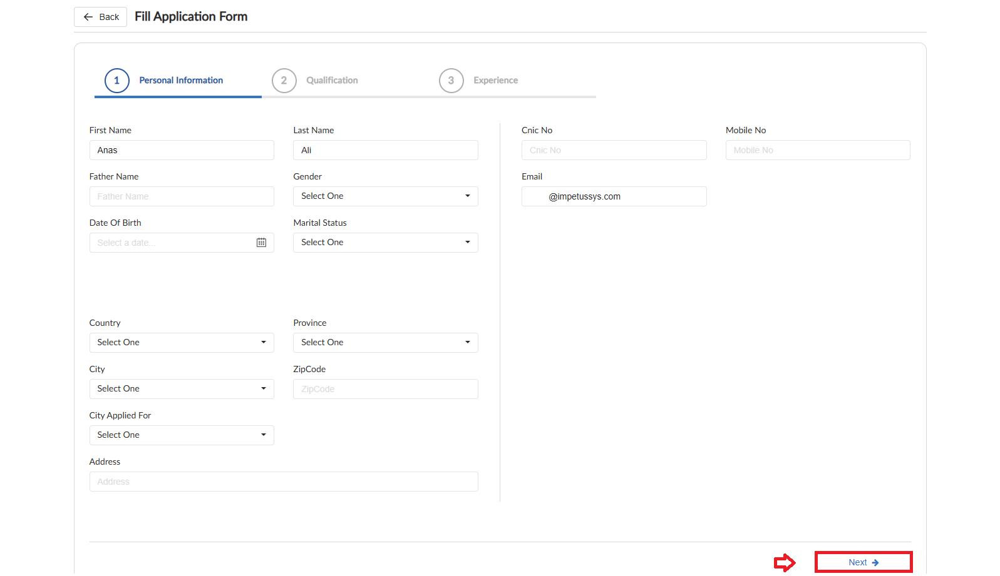 Back
Fill Application Form
1 Personal Information
2 Qualification
3 Experience
First Name
Last Name
Anas
Ali
Father Name
Gender
Father Name
Select One
Date Of Birth
Marital Status
Select a date...
Select One
Country
Province
Select One
Select One
City
ZipCode
Select One
ZipCode
City Applied For
Select One
Address
Address
Cnic No
Mobile No
Cnic No
Mobile No
Email
@impetussys.com
Next